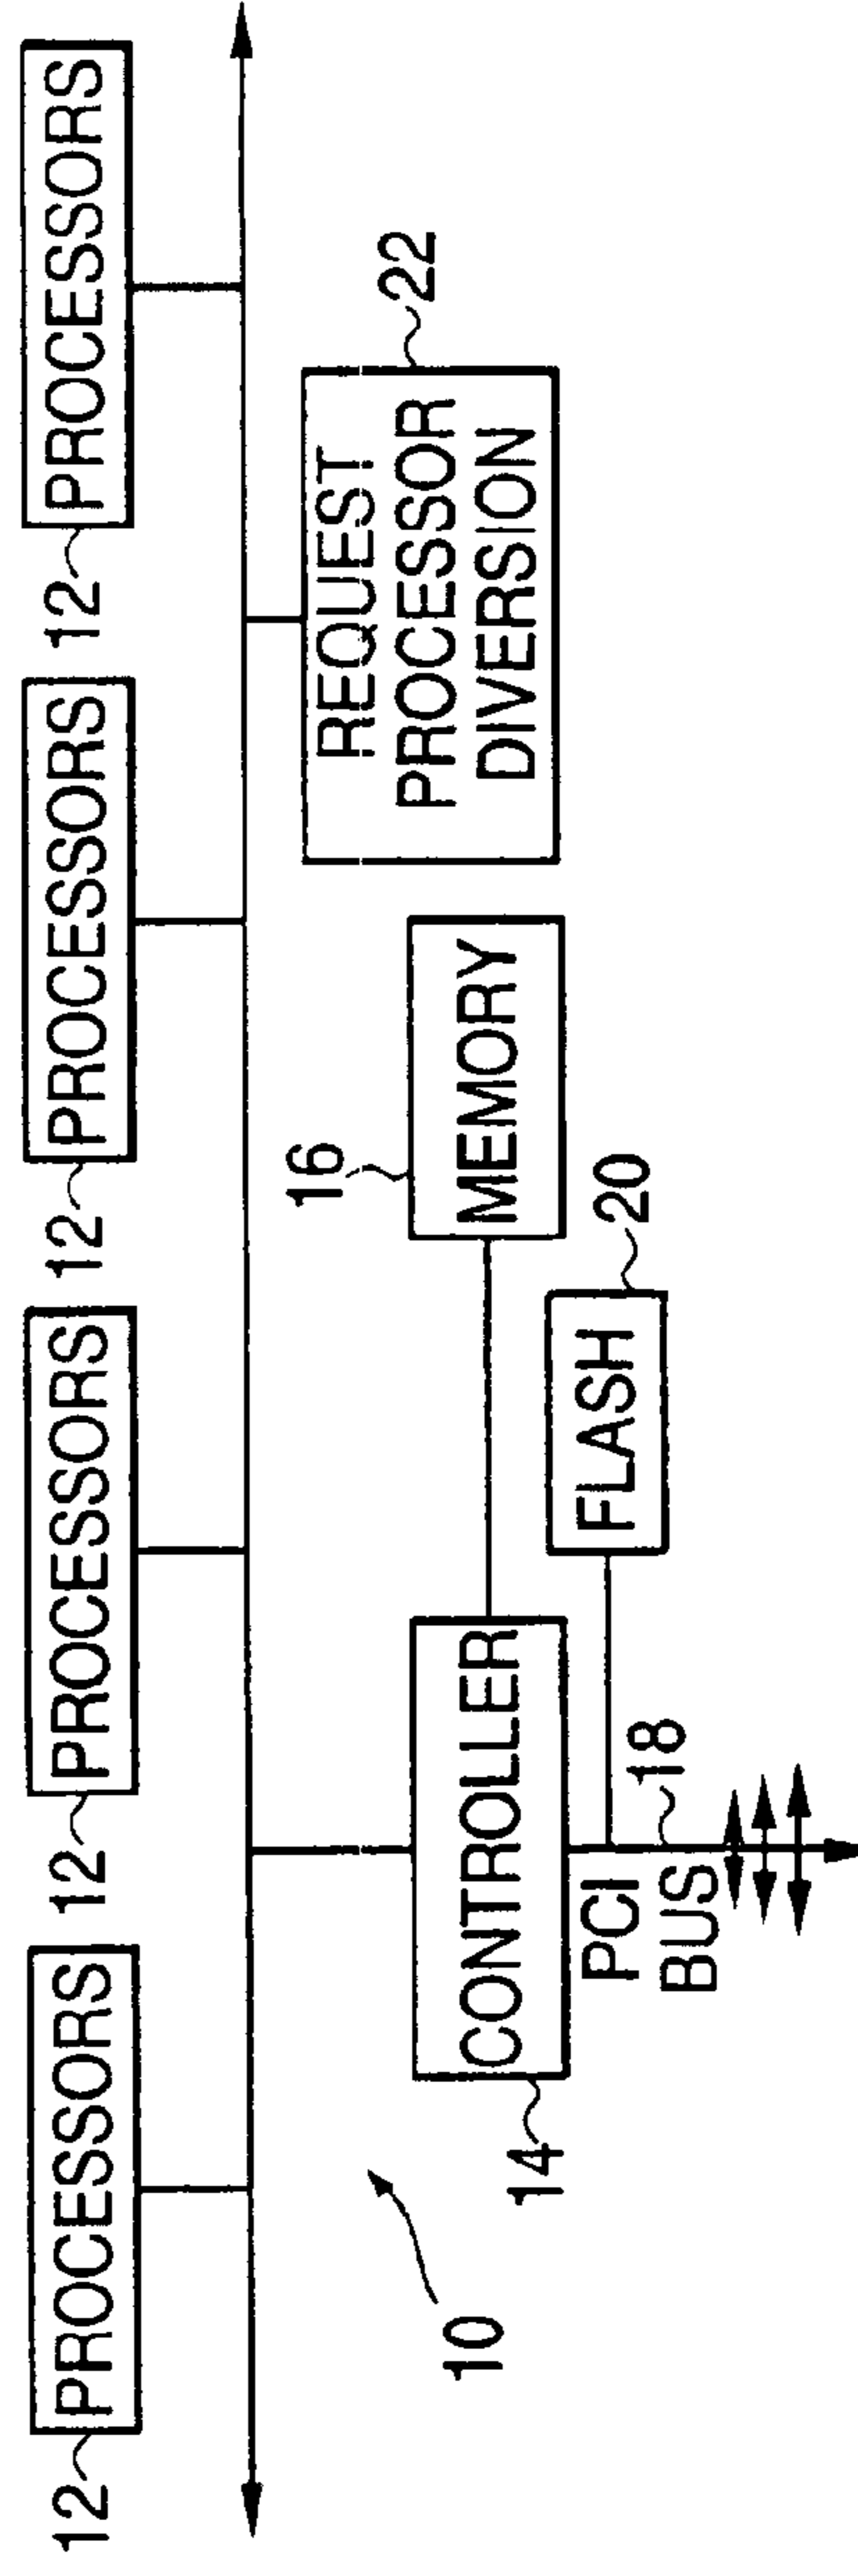 12
PROCESSORS
12
PROCESSORS
12
PROCESSORS
12
PROCESSORS
10
14
CONTROLLER
16
MEMORY
REQUEST
PROCESSOR
DIVERSION
22
PCI
BUS
18
FLASH
20